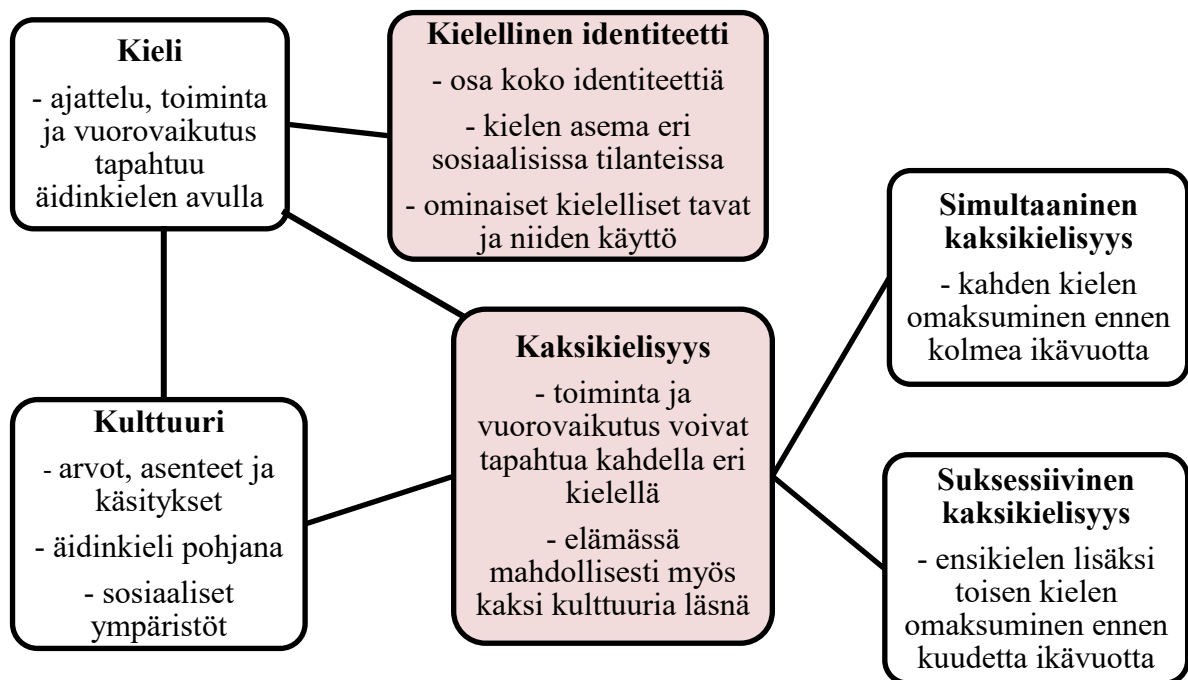 Kieli
- ajattelu, toiminta
ja vuorovaikutus
tapahtuu
äidinkielen avulla
Kielellinen identiteetti
- osa koko identiteettiä
- kielen asema eri
sosiaalisissa tilanteissa
- ominaiset kielelliset tavat
ja niiden käyttö
Kulttuuri
- arvot, asenteet ja
käsitykset
- äidinkieli pohjana
- sosiaaliset
ympäristöt
Kaksikielisyys
- toiminta ja
vuorovaikutus voivat
tapahtua kahdella eri
kielellä
- elämässä
mahdollisesti myös
kaksi kulttuuria läsnä
Simultaaninen
kaksikielisyys
- kahden kielen
omaksuminen ennen
kolmea ikävuotta
Suksessiivinen
kaksikielisyys
- ensikielen lisäksi
toisen kielen
omaksuminen ennen
kuudetta ikävuotta